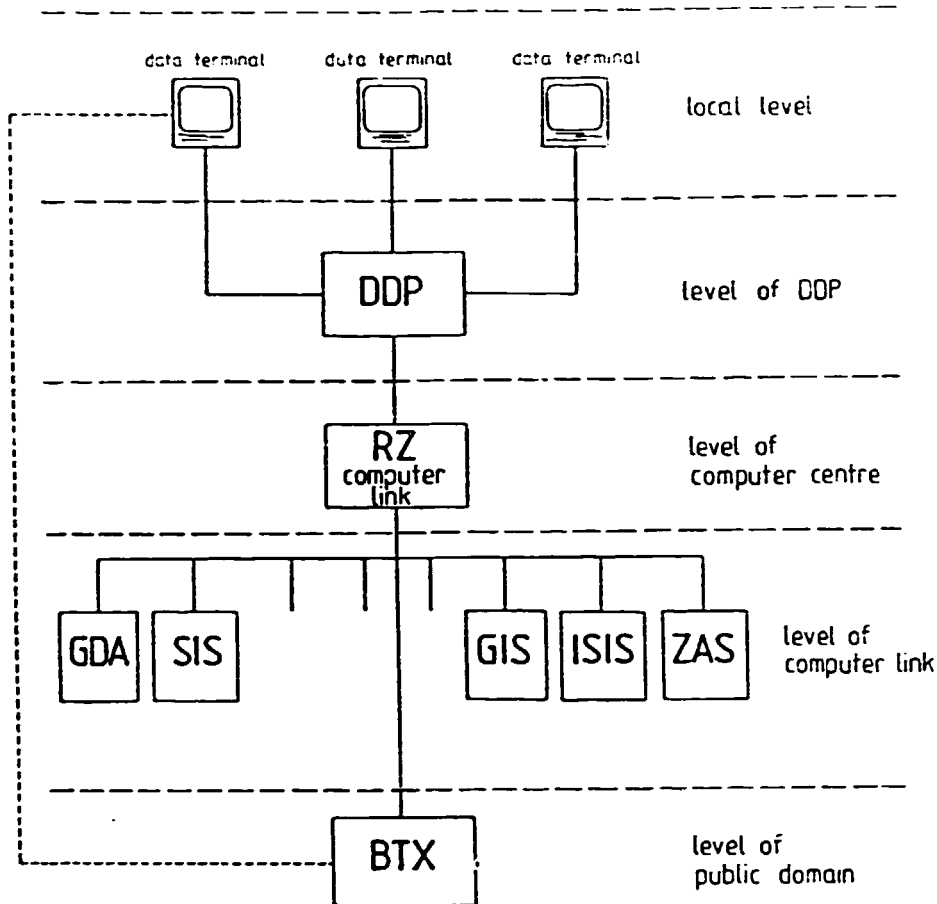 data terminal data terminal data terminal
local level
DDP
level of DDP
RZ
computer
link
level of
computer centre
GDA SIS GIS ISIS ZAS
level of
computer link
BTX
level of
public domain